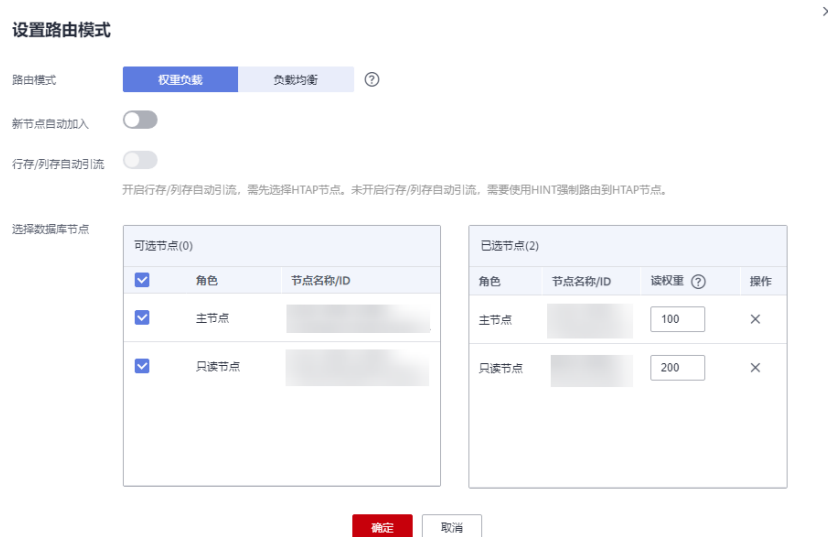 设置路由模式
路由模式 权重负载 负载均衡 ?
新节点自动加入
行存/列存自动引流
开启行存/列存自动引流，需先选择HTAP节点。未开启行存/列存自动引流，需要使用HINT强制路由到HTAP节点。
选择数据库节点
可选节点(0)
角色 节点名称/ID
主节点
只读节点
已选节点(2)
角色 节点名称/ID 读权重 ? 操作
主节点 100
只读节点 200
确定 取消